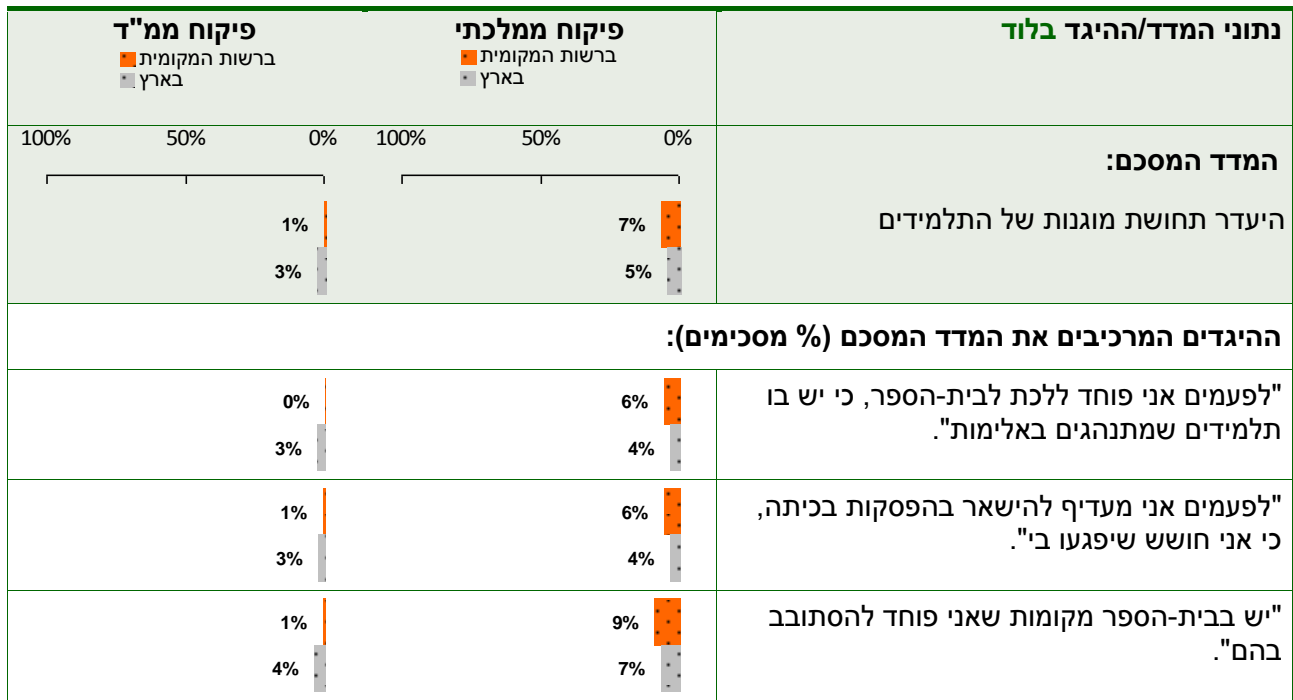 נתוני המדד/ההיגד בלוד
פיקוח ממלכתי
ברשות המקומית
בארץ
פיקוח ממ"ד
ברשות המקומית
בארץ
0% 50% 100%
0% 50% 100%
המדד המסכם:
היעדר תחושת מוגנות של התלמידים
7%
5%
1%
3%
ההיגדים המרכיבים את המדד המסכם (% מסכימים):
"לפעמים אני פוחד ללכת לבית-הספר, כי יש בו
תלמידים שמתנהגים באלימות".
6%
4%
0%
3%
"לפעמים אני מעדיף להישאר בהפסקות בכיתה,
כי אני חושש שיפגעו בי".
6%
4%
1%
3%
"יש בבית-הספר מקומות שאני פוחד להסתובב
בהם".
9%
7%
1%
4%